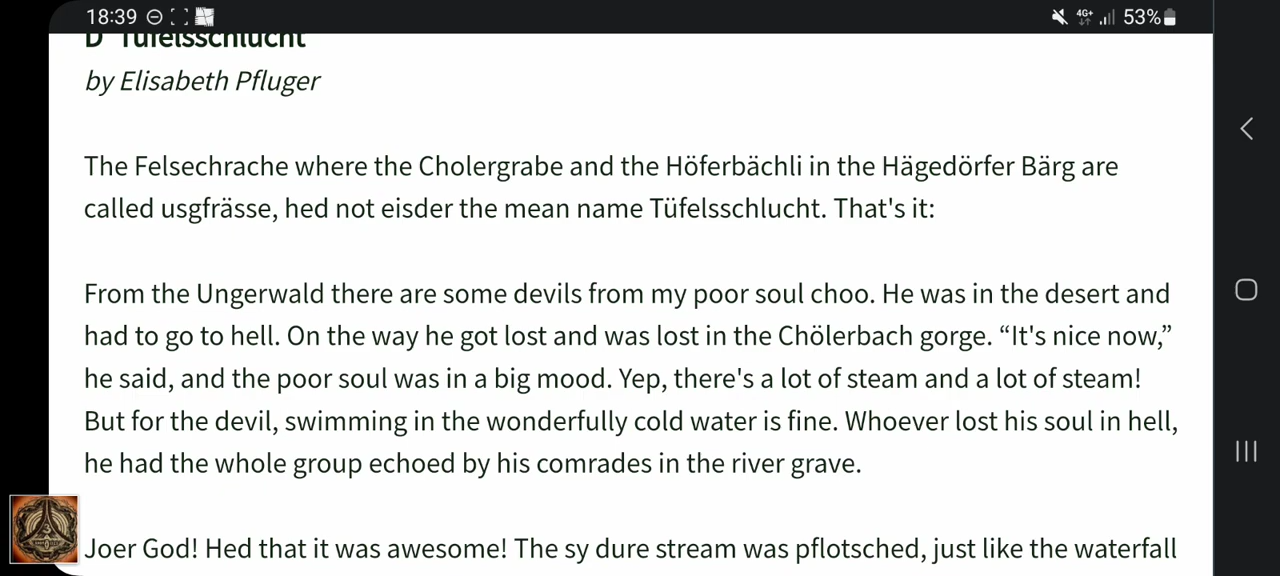 18:39 4G+ 53%
D' Tüfelsschlucht
by Elisabeth Pfluger
The Felsechrache where the Cholergrabe and the Höferbächli in the Hägedörfer Bärg are
called usgfrässe, hed not eisder the mean name Tüfelsschlucht. That's it:
From the Ungerwald there are some devils from my poor soul choo. He was in the desert and
had to go to hell. On the way he got lost and was lost in the Chölerbach gorge. “It's nice now,”
he said, and the poor soul was in a big mood. Yep, there's a lot of steam and a lot of steam!
But for the devil, swimming in the wonderfully cold water is fine. Whoever lost his soul in hell,
he had the whole group echoed by his comrades in the river grave.
Joer God! Hed that it was awesome! The sy dure stream was pflotsched, just like the waterfall